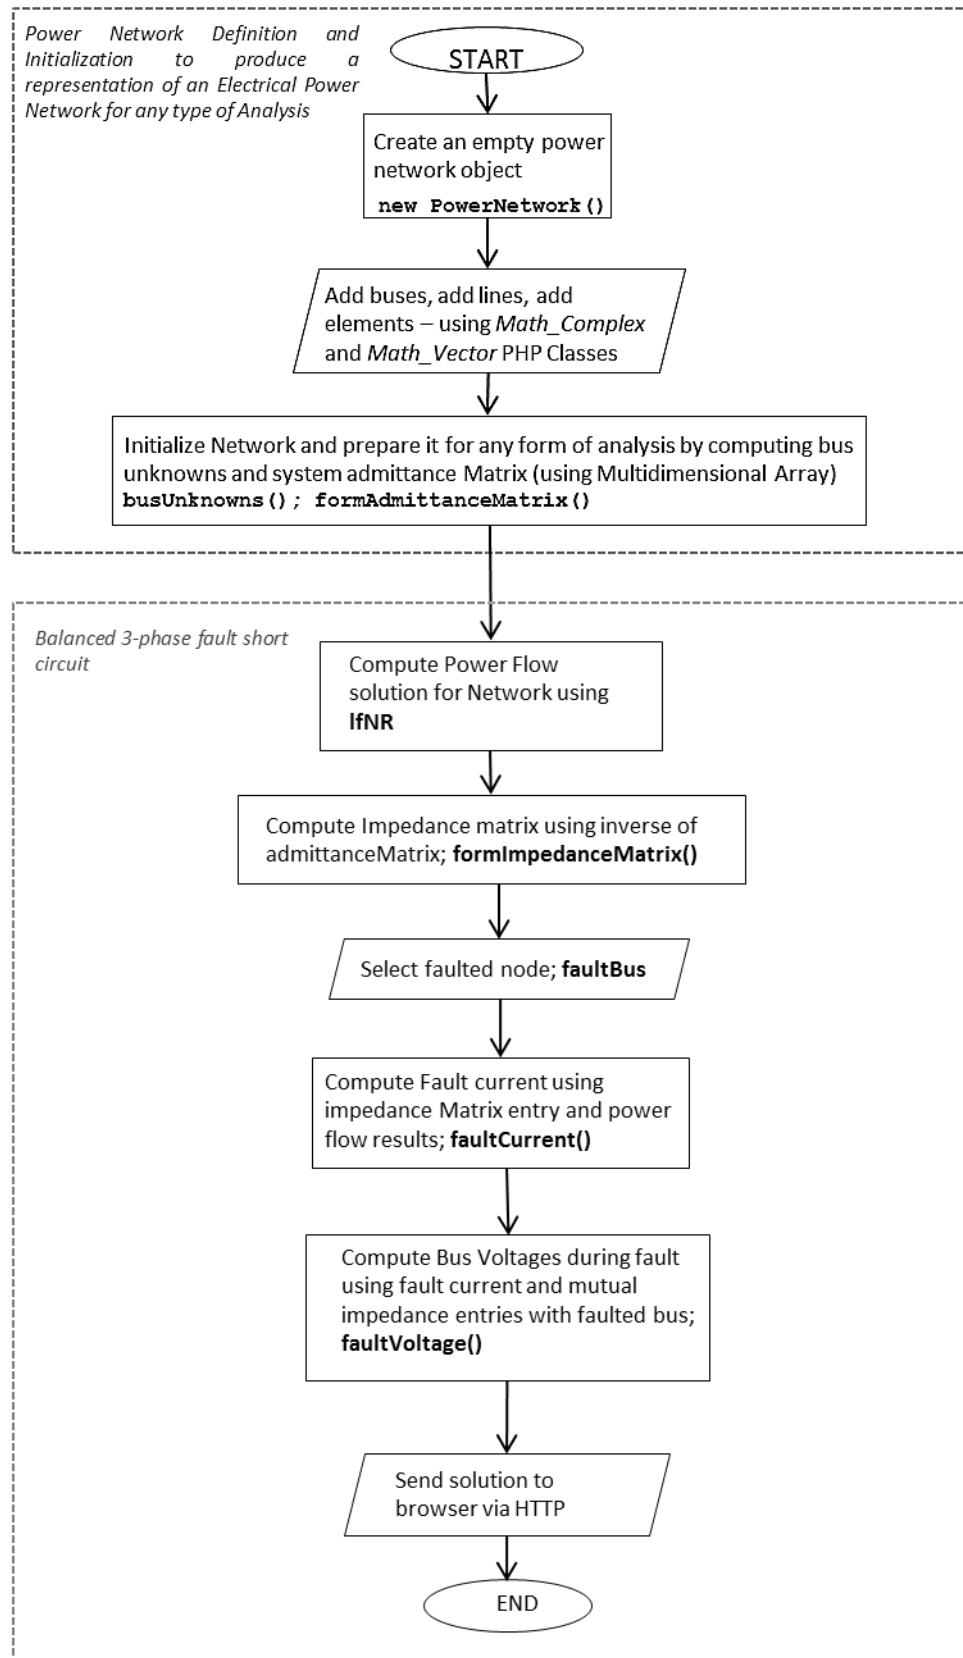 Power Network Definition and
Initialization to produce a
representation of an Electrical Power
Network for any type of Analysis
START
Create an empty power
network object
new PowerNetwork()
Add buses, add lines, add
elements – using Math_Complex
and Math_Vector PHP Classes
Initialize Network and prepare it for any form of analysis by computing bus
unknowns and system admittance Matrix (using Multidimensional Array)
busUnknowns(); formAdmittanceMatrix()
Balanced 3-phase fault short
circuit
Compute Power Flow
solution for Network using
lfNR
Compute Impedance matrix using inverse of
admittanceMatrix; formImpedanceMatrix()
Select faulted node; faultBus
Compute Fault current using
impedance Matrix entry and power
flow results; faultCurrent()
Compute Bus Voltages during fault
using fault current and mutual
impedance entries with faulted bus;
faultVoltage()
Send solution to
browser via HTTP
END